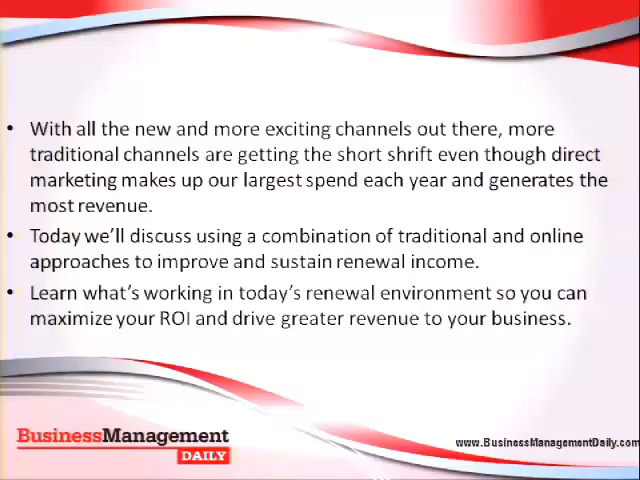 • With all the new and more exciting channels out there, more
traditional channels are getting the short shrift even though direct
marketing makes up our largest spend each year and generates the
most revenue.
• Today we'll discuss using a combination of traditional and online
approaches to improve and sustain renewal income.
• Learn what's working in today's renewal environment so you can
maximize your ROI and drive greater revenue to your business.
BusinessManagement
DAILY
www.BusinessManagementDaily.com